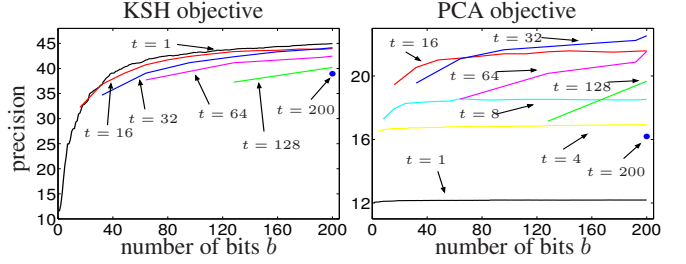 KSH objective
PCA objective
precision
45
40
35
30
25
20
15
10
t = 1
t = 16
t = 32
t = 64
t = 128
t = 200
0
40
80
120
160
200
number of bits b
20
16
12
t = 16
t = 32
t = 64
t = 128
t = 8
t = 4
t = 200
t = 1
0
40
80
120
160
200
number of bits b